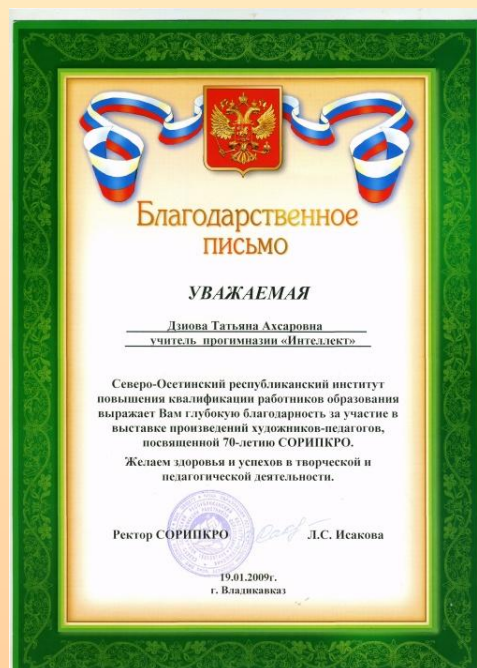 Благодарственное
письмо
УВАЖАЕМАЯ
Дзиова Татьяна Ахсаровна
учитель прогимназии «Интеллект»
Северо-Осетинский республиканский институт
повышения квалификации работников образования
выражает Вам глубокую благодарность за участие в
выставке произведений художников-педагогов,
посвященной 70-летию СОРИПКРО.
Желаем здоровья и успехов в творческой и
педагогической деятельности.
Ректор СОРИПКРО Л.С. Исакова
19.01.2009г.
г. Владикавказ